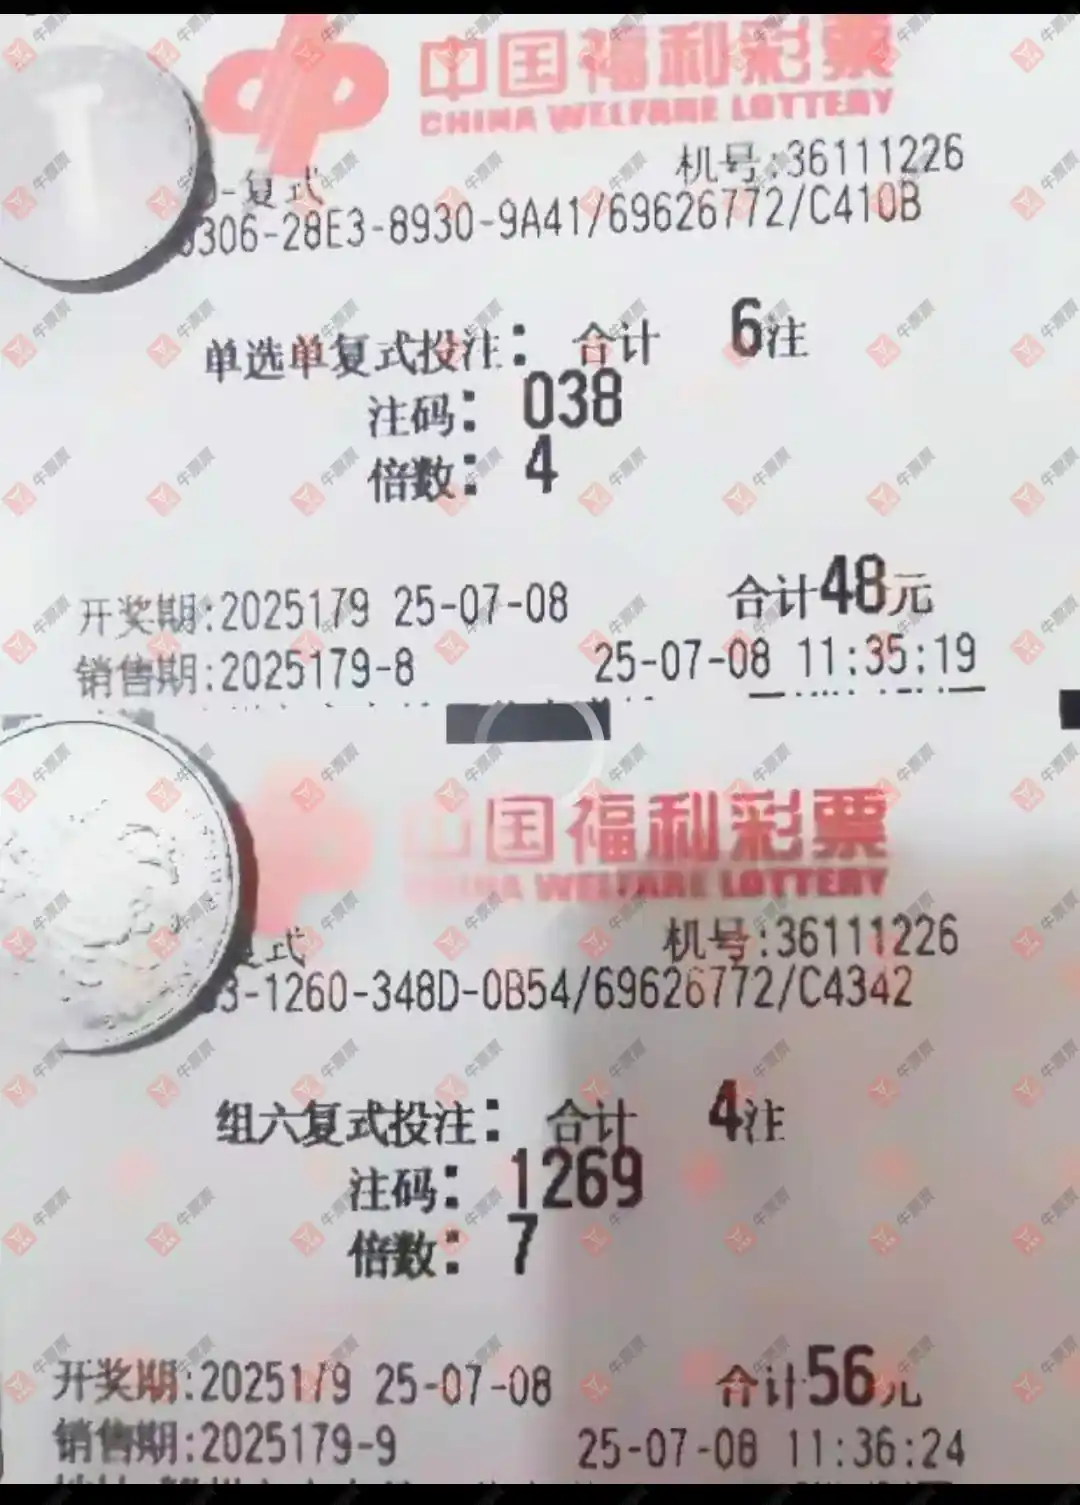 中国福利彩票
CHINA WELFARE LOTTERY
机号:36111226
-复式
306-28E3-8930-9A41/69626772/C410B
单选单复式投注: 合计 6注
注码: 038
倍数: 4
开奖期:2025179 25-07-08 合计48元
销售期:2025179-8 25-07-08 11:35:19
中国福利彩票
CHINA WELFARE LOTTERY
机号:36111226
复式
3-1260-348D-0B54/69626772/C4342
组六复式投注: 合计 4注
注码: 1269
倍数: 7
开奖期:2025179 25-07-08 合计56元
销售期:2025179-9 25-07-08 11:36:24
牛票票